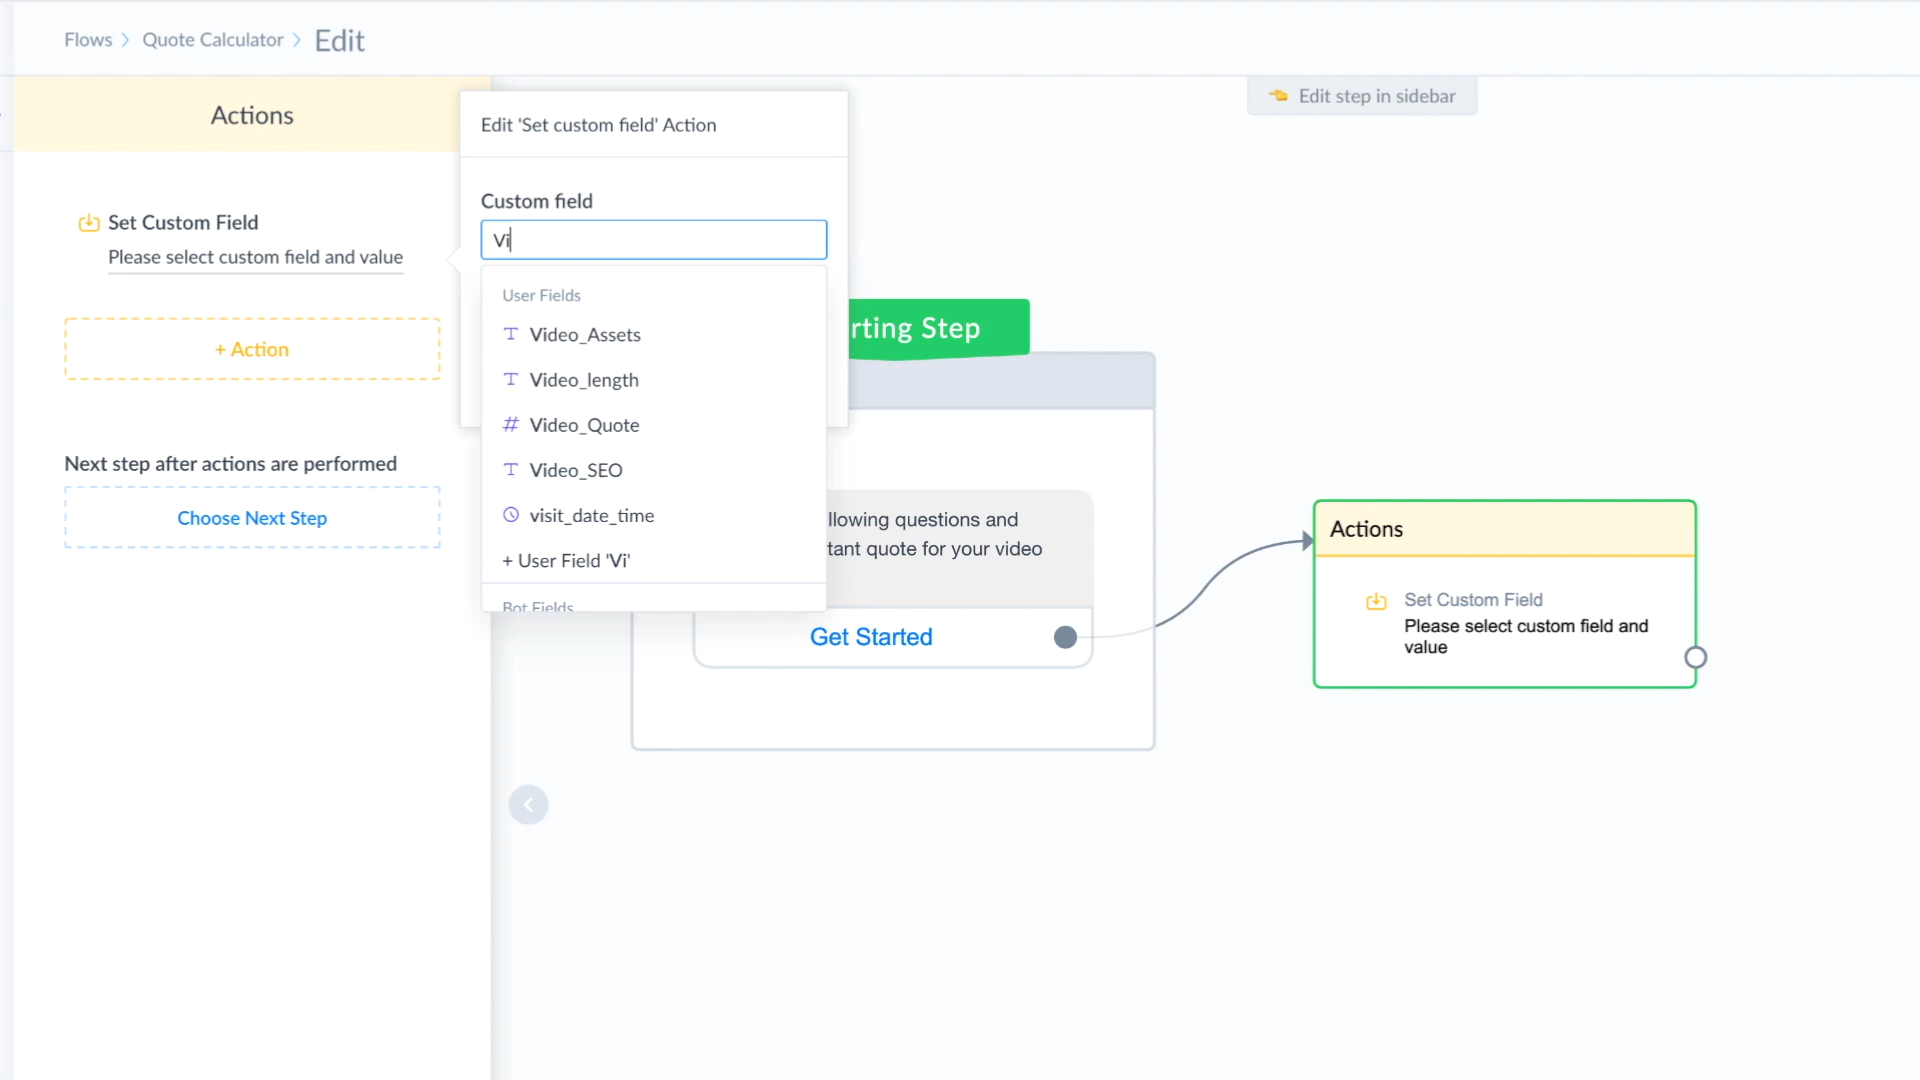 Flows
Quote Calculator
Edit
Actions
Set Custom Field
Please select custom field and value
+ Action
Next step after actions are performed
Choose Next Step
Edit 'Set custom field' Action
Custom field
Vi
User Fields
Video_Assets
Video_length
# Video_Quote
Video_SEO
visit_date_time
+ User Field 'Vi'
Bot Fields
Edit step in sidebar
rting Step
llowing questions and
tant quote for your video
Get Started
Actions
Set Custom Field
Please select custom field and
value